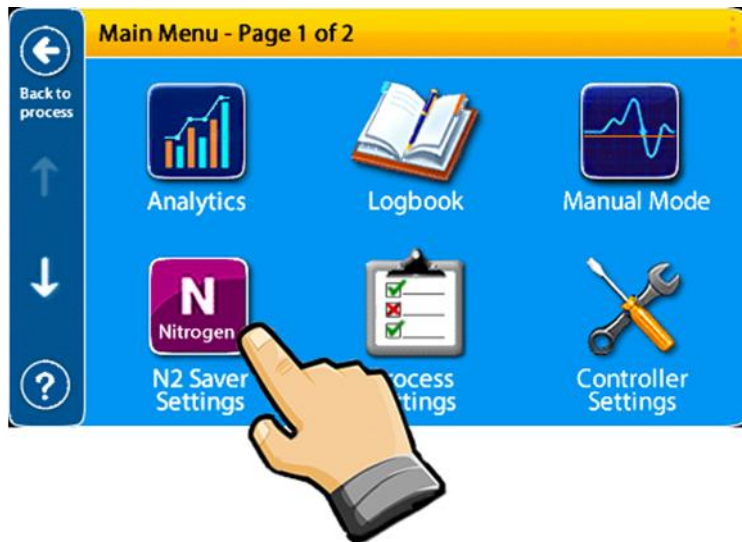 Main Menu - Page 1 of 2
Back to
process
Analytics
Logbook
Manual Mode
N
Nitrogen
N2 Saver
Settings
Controller
Settings
?